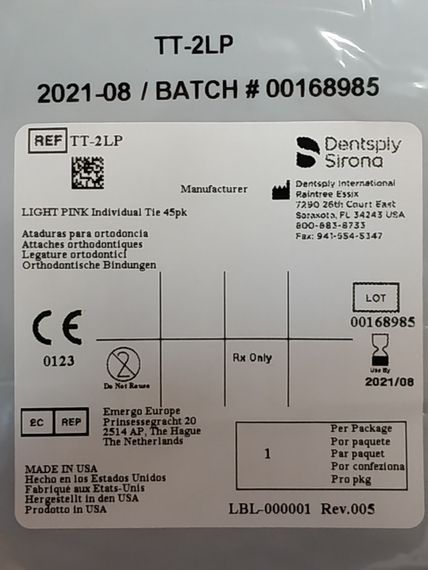 TT-2LP
2021-08 / BATCH # 00168985
REF TT-2LP
Dentsply
Sirona
Manufacturer
Dentsply International
Raintree Essix
7290 26th Court East
Sarasota, FL 34243 USA
800-883-8733
Fax: 941-554-5347
LIGHT PINK Individual Tie 45pk
Ataduras para ortodoncia
Attaches orthodontiques
Legature ortodontici
Orthodontische Bindungen
CE
0123
2
Do Not Reuse
Rx Only
LOT
00168985
Use By
2021/08
EC REP
Emergo Europe
Prinsessegracht 20
2514 AP, The Hague
The Netherlands
1
Per Package
Por paquete
Par paquet
Por confeziona
Pro pkg
MADE IN USA
Hecho en los Estados Unidos
Fabriqué aux Etats-Unis
Hergestellt in den USA
Prodotto in USA
LBL-000001 Rev.005